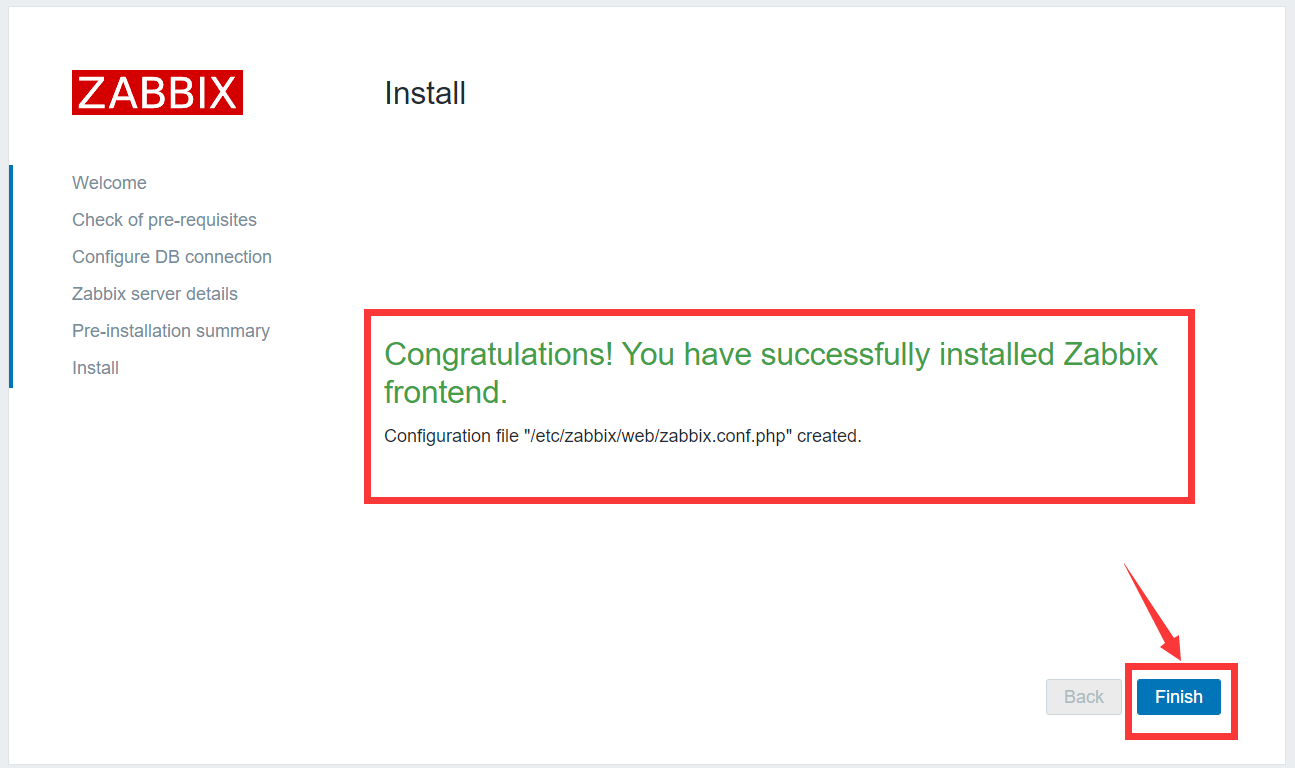 ZABBIX
Install
Welcome
Check of pre-requisites
Configure DB connection
Zabbix server details
Pre-installation summary
Install
Congratulations! You have successfully installed Zabbix
frontend.
Configuration file "/etc/zabbix/web/zabbix.conf.php" created.
Back
Finish